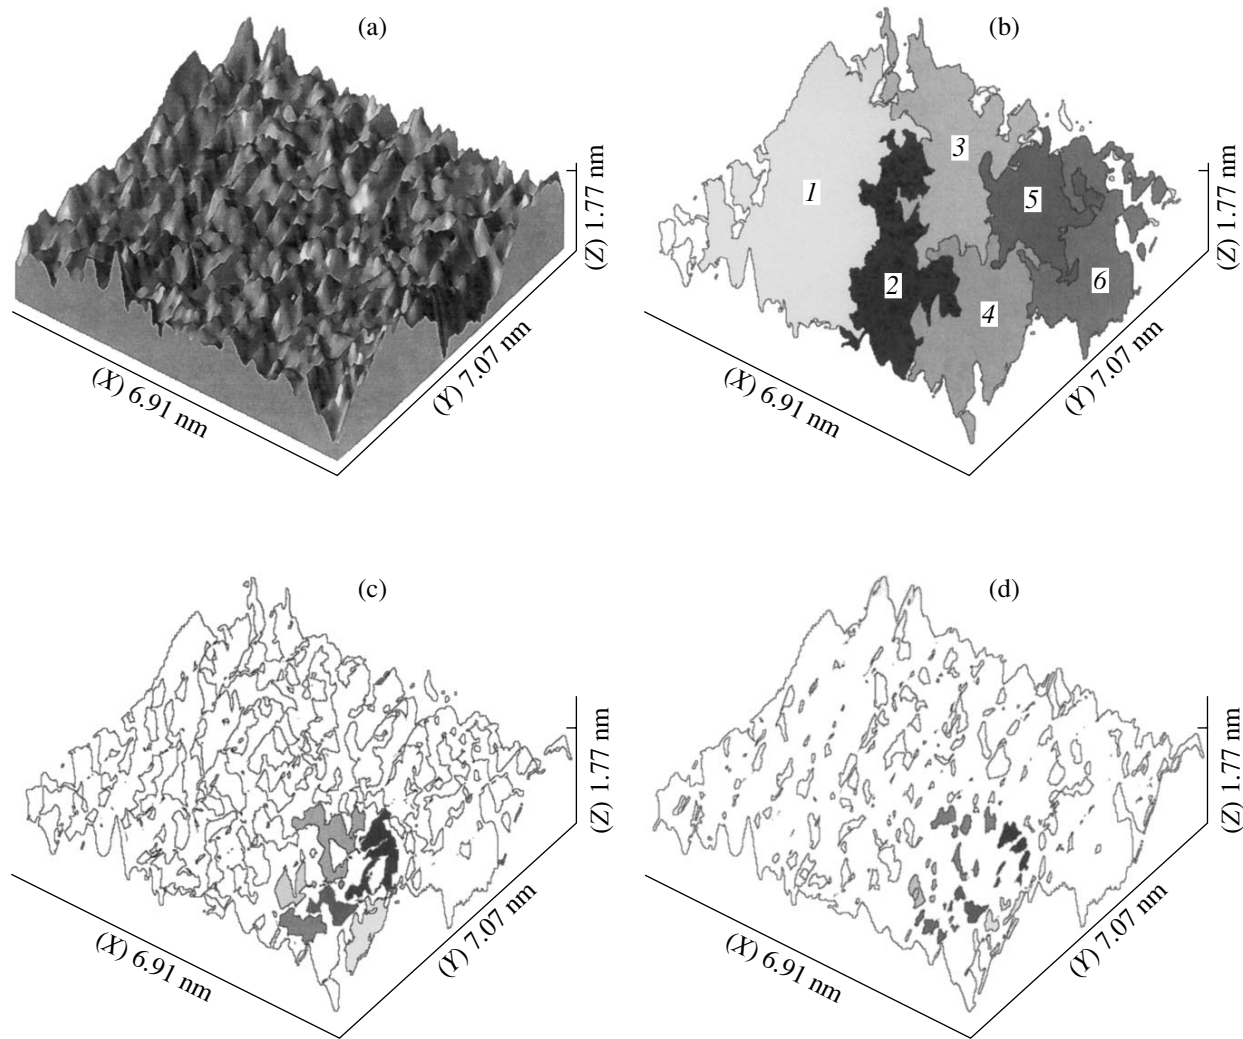 (a)
(Z) 1.77 nm
(X) 6.91 nm
(Y) 7.07 nm
(b)
1
2
3
4
5
6
(Z) 1.77 nm
(X) 6.91 nm
(Y) 7.07 nm
(c)
(Z) 1.77 nm
(X) 6.91 nm
(Y) 7.07 nm
(d)
(Z) 1.77 nm
(X) 6.91 nm
(Y) 7.07 nm